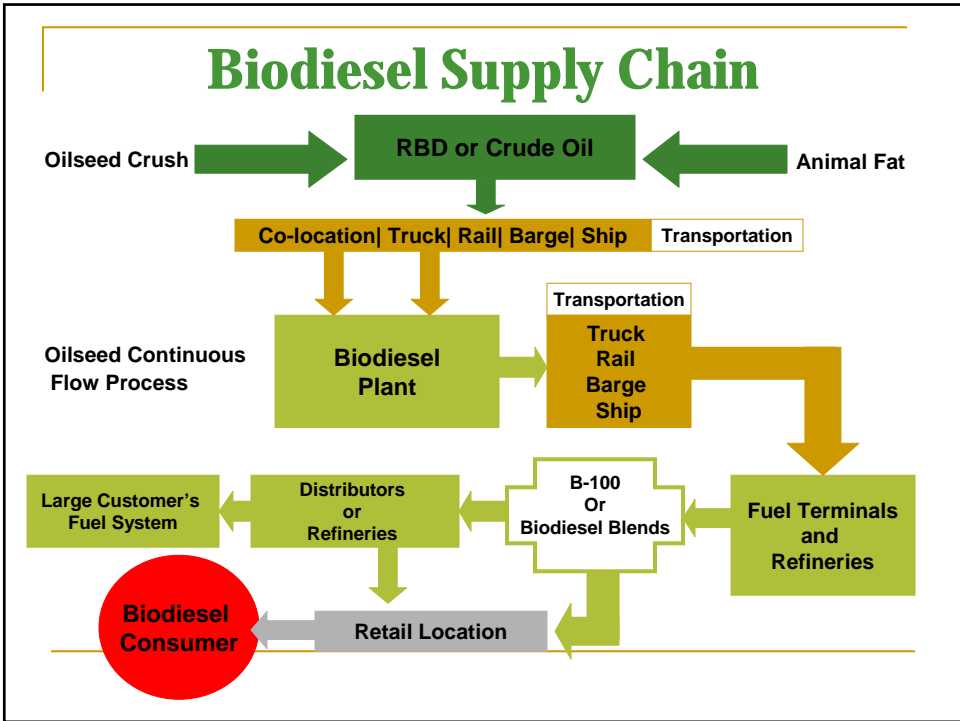 Biodiesel Supply Chain
Oilseed Crush
RBD or Crude Oil
Animal Fat
Co-location| Truck| Rail| Barge| Ship
Transportation
Transportation
Oilseed Continuous
Flow Process
Biodiesel
Plant
Truck
Rail
Barge
Ship
Large Customer's
Fuel System
Distributors
or
Refineries
B-100
Or
Biodiesel Blends
Fuel Terminals
and
Refineries
Biodiesel
Consumer
Retail Location